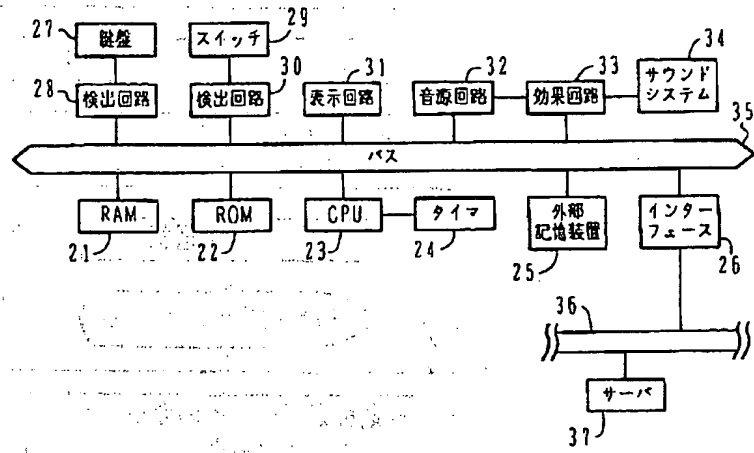 27
鍵盤
スイッチ
29
28
検出回路
検出回路
30
表示回路
31
音源回路
32
効果回路
33
サウンド
システム
34
バス
35
RAM
21
ROM
22
CPU
23
タイマ
24
外部
記憶装置
25
インター
フェース
26
36
サーバ
37